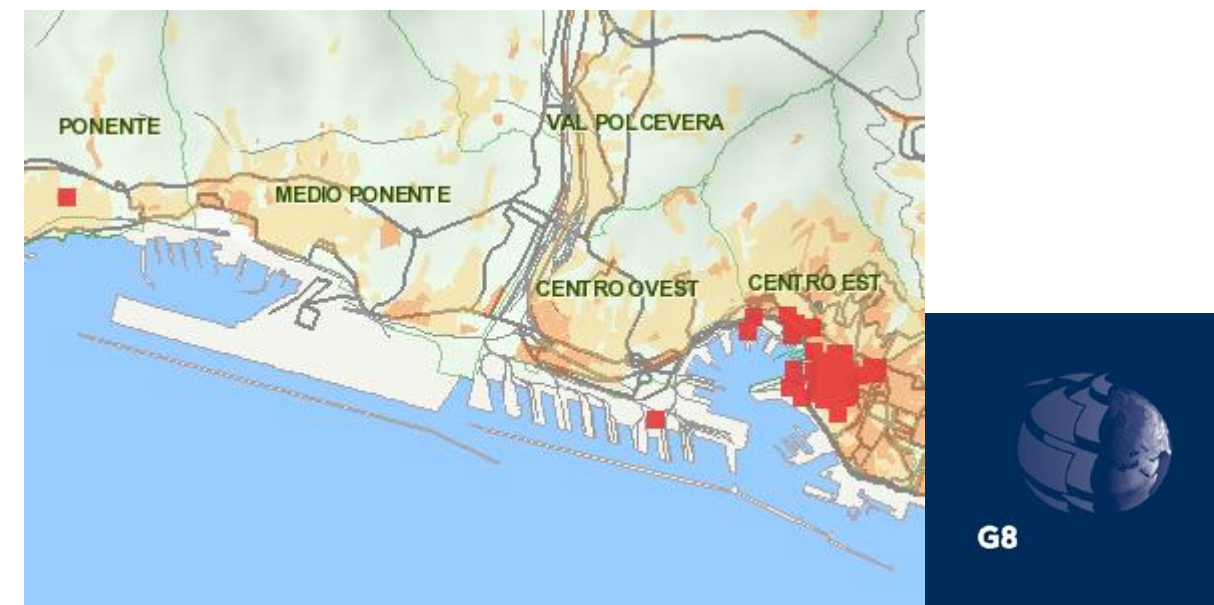 PONENTE
VAL POLCEVERA
MEDIO PONENTE
CENTRO OVEST
CENTRO EST
G8